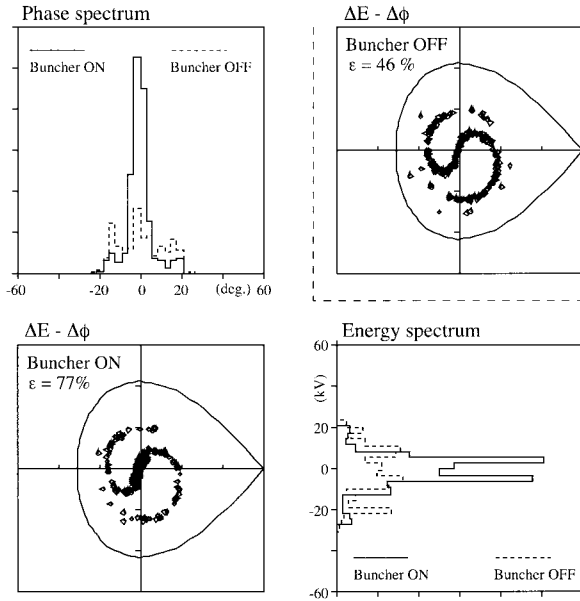 Phase spectrum
Buncher ON
Buncher OFF
-60
-20
0
20
(deg.)
60
ΔE - Δϕ
Buncher OFF
ε = 46 %
ΔE - Δϕ
Buncher ON
ε = 77%
Energy spectrum
60
(kV)
20
0
-20
-60
Buncher ON
Buncher OFF